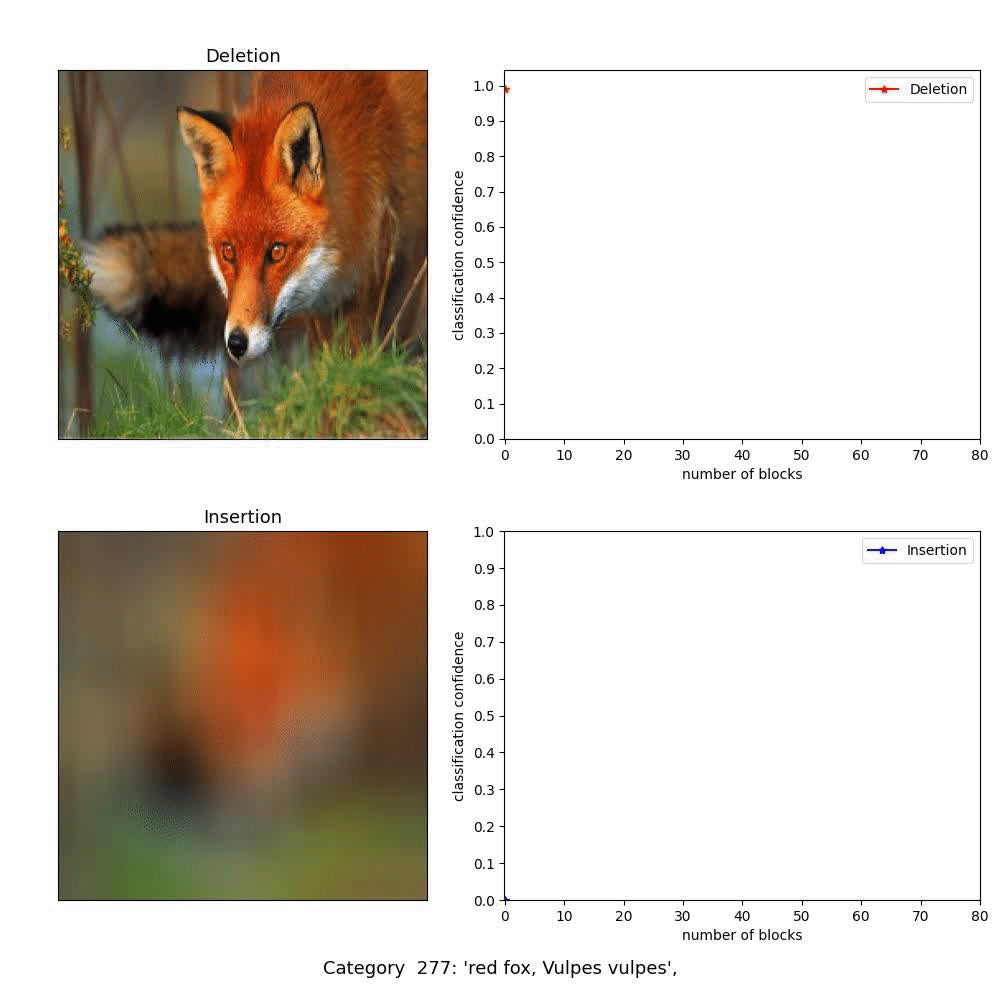 Deletion
1.0
0.9
0.8
0.7
0.6
0.5
0.4
0.3
0.2
0.1
0.0
classification confidence
Deletion
0 10 20 30 40 50 60 70 80
number of blocks
Insertion
1.0
0.9
0.8
0.7
0.6
0.5
0.4
0.3
0.2
0.1
0.0
classification confidence
Insertion
0 10 20 30 40 50 60 70 80
number of blocks
Category 277: 'red fox, Vulpes vulpes',